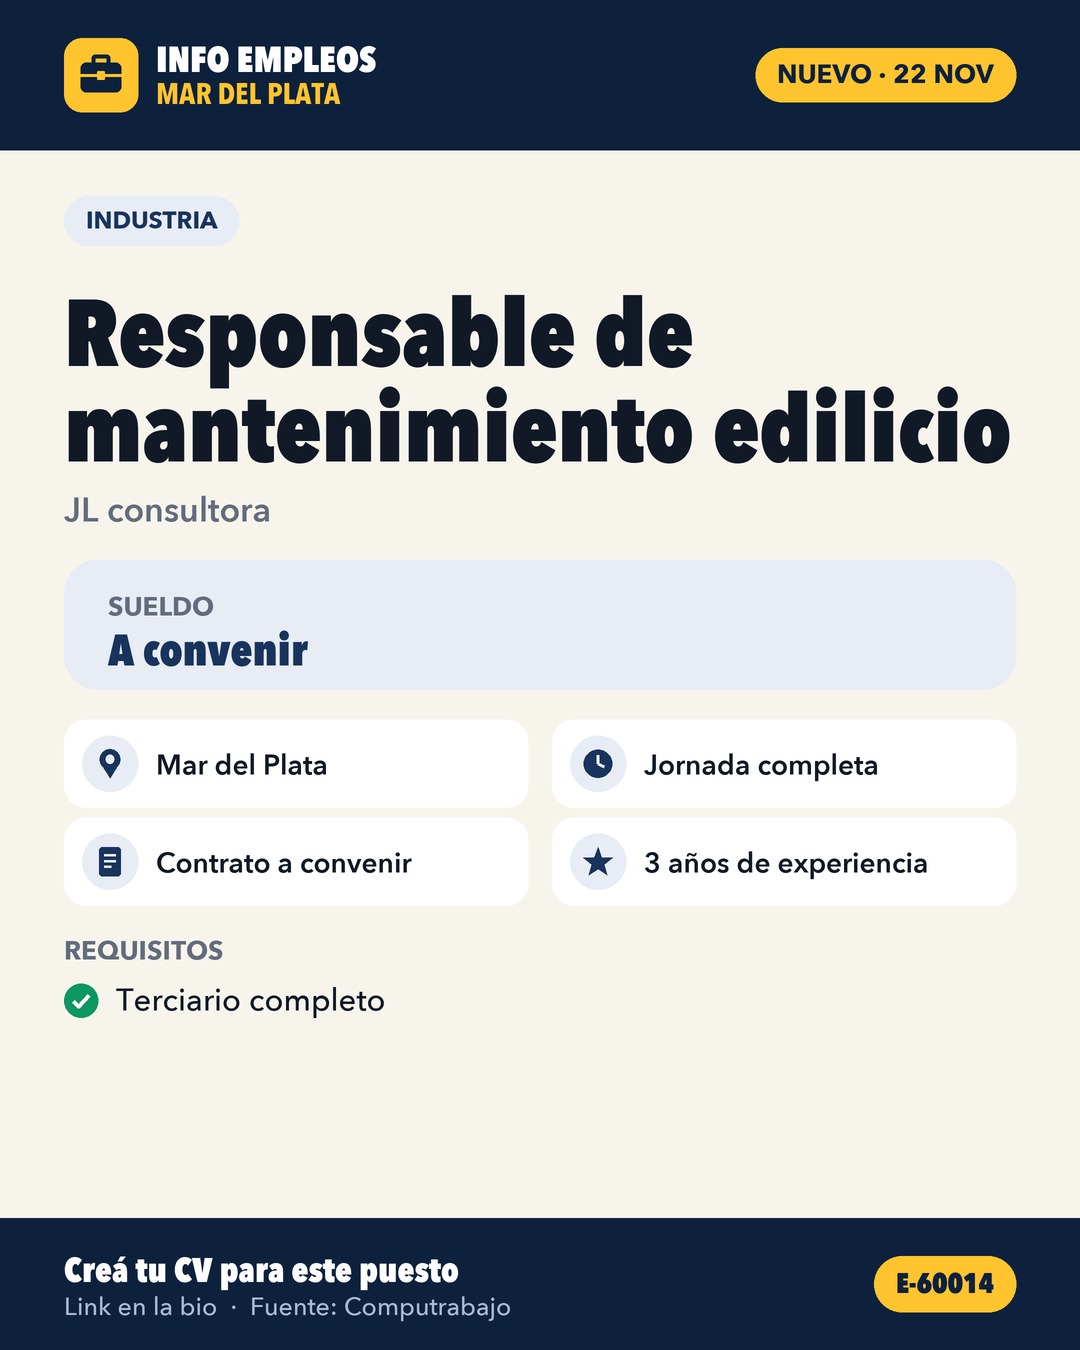 INFO EMPLEOS
MAR DEL PLATA
NUEVO · 22 NOV
INDUSTRIA
Responsable de
mantenimiento edilicio
JL consultora
SUELDO
A convenir
Mar del Plata
Jornada completa
Contrato a convenir
3 años de experiencia
REQUISITOS
Terciario completo
Creá tu CV para este puesto
Link en la bio · Fuente: Computrabajo
E-60014